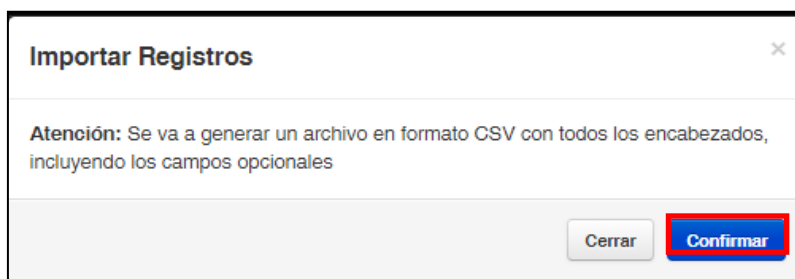 Importar Registros
×
Atención: Se va a generar un archivo en formato CSV con todos los encabezados,
incluyendo los campos opcionales
Cerrar
Confirmar